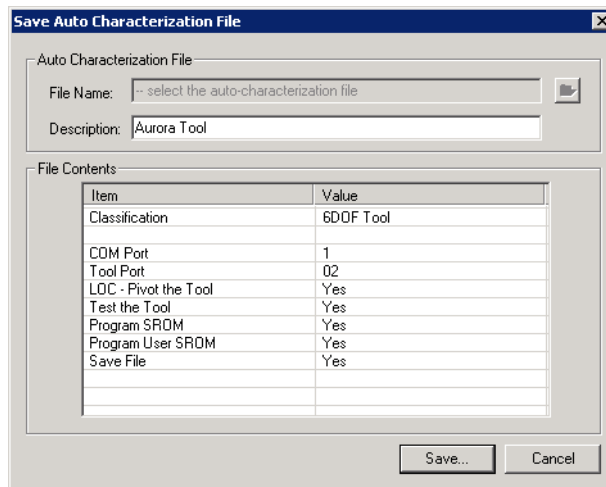 Save Auto Characterization File
Auto Characterization File
File Name: -- select the auto-characterization file
Description: Aurora Tool
File Contents
Item Value
Classification 6DOF Tool
COM Port 1
Tool Port 02
LOC - Pivot the Tool Yes
Test the Tool Yes
Program SROM Yes
Program User SROM Yes
Save File Yes
Save... Cancel